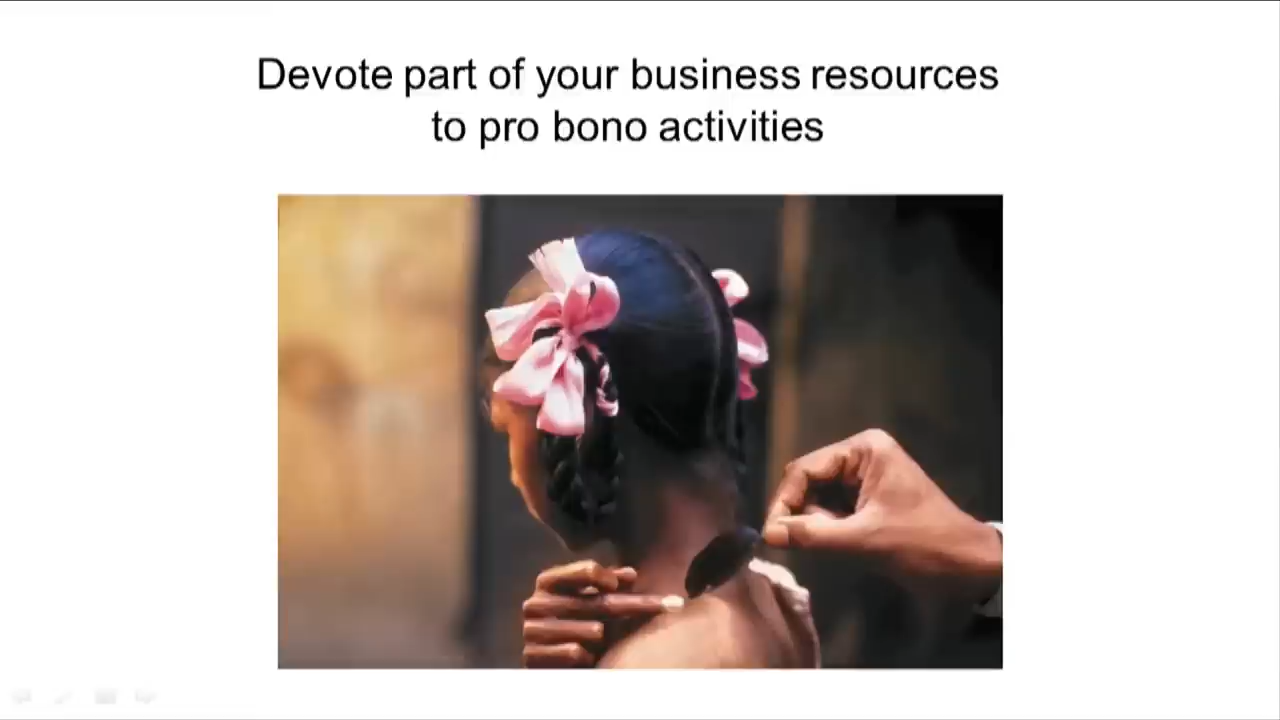 Devote part of your business resources
to pro bono activities